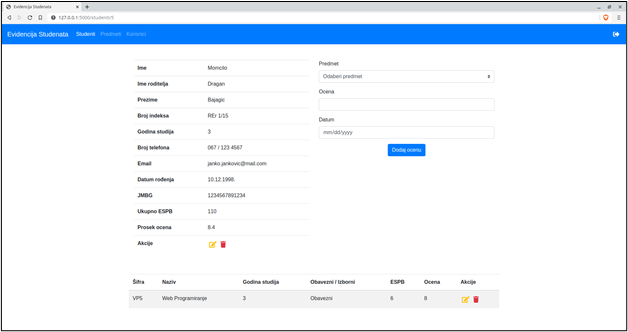 Evidencija Studenata
127.0.0.1:5000/studenti/5
Evidencija Studenata Studenti Predmeti Korisnici
Ime Momcilo
Ime roditelja Dragan
Prezime Bajagic
Broj indeksa REr 1/15
Godina studija 3
Broj telefona 067 / 123 4567
Email janko.jankovic@mail.com
Datum rođenja 10.12.1998.
JMBG 1234567891234
Ukupno ESPB 110
Prosek ocena 8.4
Akcije
Predmet
Odaberi predmet
Ocena
Datum
mm/dd/yyyy
Dodaj ocenu
Šifra Naziv Godina studija Obavezni / Izborni ESPB Ocena Akcije
VP5 Web Programiranje 3 Obavezni 6 8